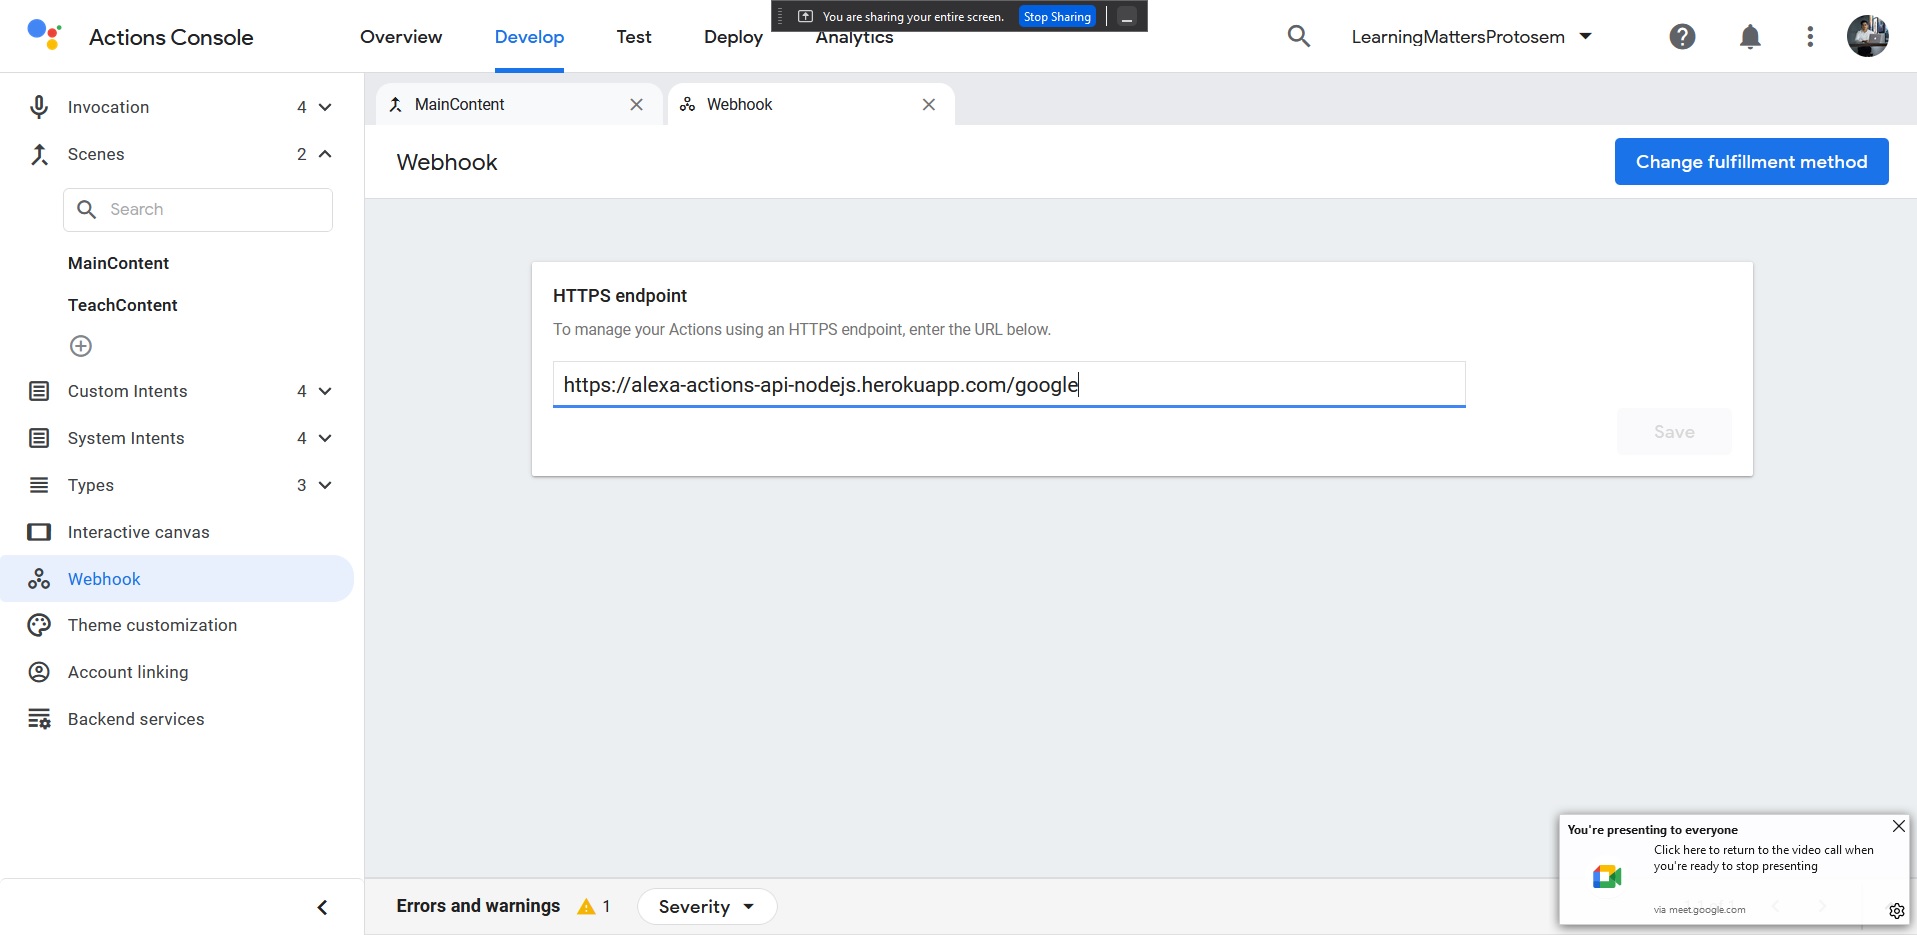 You are sharing your entire screen. Stop Sharing
Actions Console
Overview
Develop
Test
Deploy
Analytics
LearningMattersProtosem
Invocation 4
Scenes 2
Search
MainContent
TeachContent
Custom Intents 4
System Intents 4
Types 3
Interactive canvas
Webhook
Theme customization
Account linking
Backend services
MainContent
Webhook
Webhook
Change fulfillment method
HTTPS endpoint
To manage your Actions using an HTTPS endpoint, enter the URL below.
https://alexa-actions-api-nodejs.herokuapp.com/google
Save
Errors and warnings 1
Severity
You're presenting to everyone
Click here to return to the video call when
you're ready to stop presenting
via meet.google.com